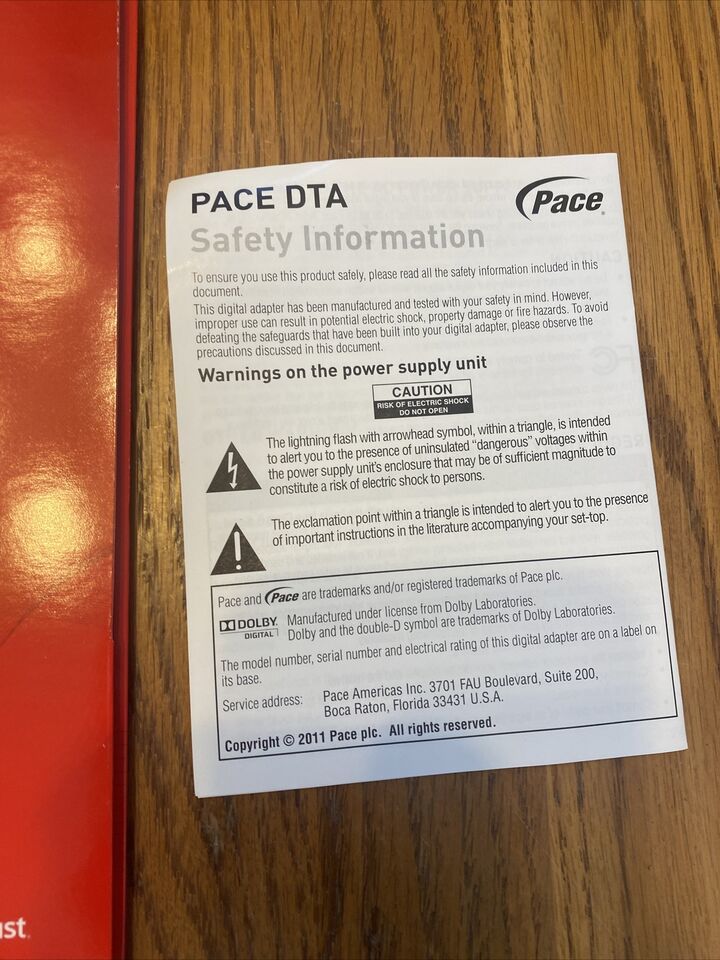 PACE DTA
Pace
Safety Information
To ensure you use this product safely, please read all the safety information included in this
document.
This digital adapter has been manufactured and tested with your safety in mind. However,
improper use can result in potential electric shock, property damage or fire hazards. To avoid
defeating the safeguards that have been built into your digital adapter, please observe the
precautions discussed in this document.
Warnings on the power supply unit
CAUTION
RISK OF ELECTRIC SHOCK
DO NOT OPEN
The lightning flash with arrowhead symbol, within a triangle, is intended
to alert you to the presence of uninsulated "dangerous" voltages within
the power supply unit's enclosure that may be of sufficient magnitude to
constitute a risk of electric shock to persons.
The exclamation point within a triangle is intended to alert you to the presence
of important instructions in the literature accompanying your set-top.
Pace and Pace are trademarks and/or registered trademarks of Pace plc.
DOLBY Manufactured under license from Dolby Laboratories.
DIGITAL Dolby and the double-D symbol are trademarks of Dolby Laboratories.
The model number, serial number and electrical rating of this digital adapter are on a label on
its base.
Service address: Pace Americas Inc. 3701 FAU Boulevard, Suite 200,
Boca Raton, Florida 33431 U.S.A.
Copyright © 2011 Pace plc. All rights reserved.